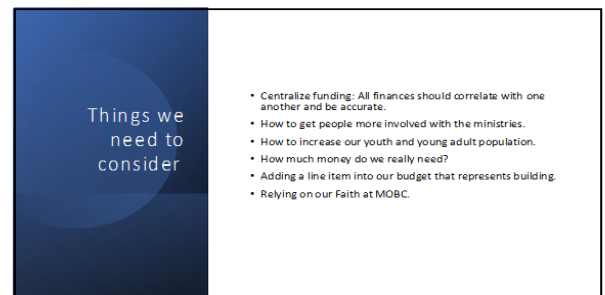 Things we
need to
consider
• Centralize funding: All finances should correlate with one
another and be accurate.
• How to get people more involved with the ministries.
• How to increase our youth and young adult population.
• How much money do we really need?
• Adding a line item into our budget that represents building.
• Relying on our Faith at MOBC.